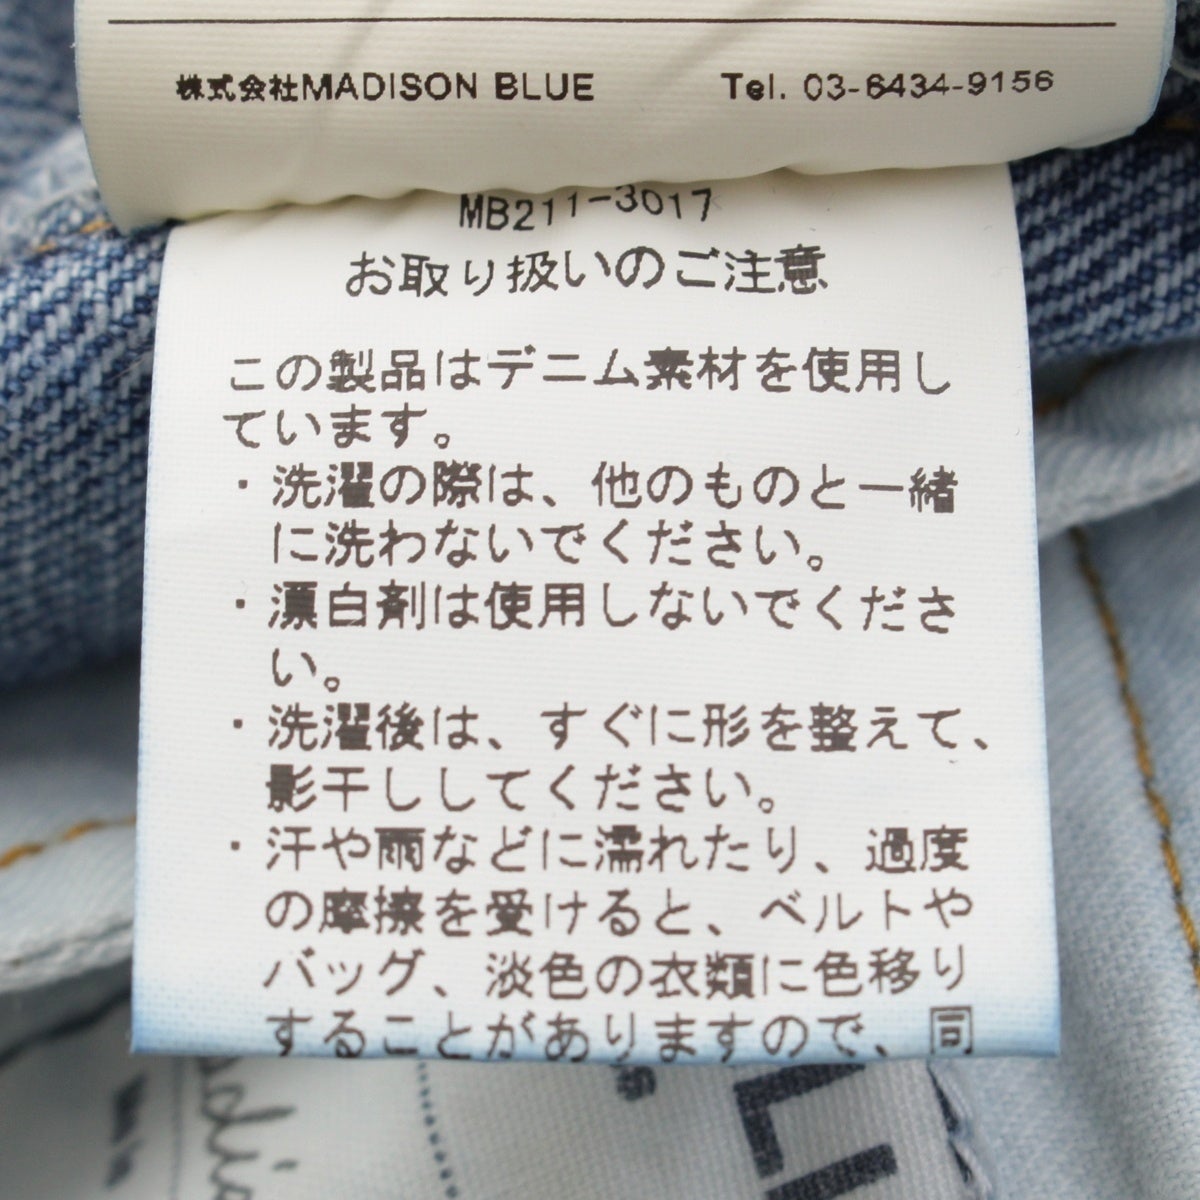 株式会社MADISON BLUE Tel. 03-6434-9156
MB211-3017
お取り扱いのご注意
この製品はデニム素材を使用し
ています。
・洗濯の際は、他のものと一緒
に洗わないでください。
・漂白剤は使用しないでくださ
い。
・洗濯後は、すぐに形を整えて、
影干ししてください。
・汗や雨などに濡れたり、過度
の摩擦を受けると、ベルトや
バッグ、淡色の衣類に色移り
することがありますので、同